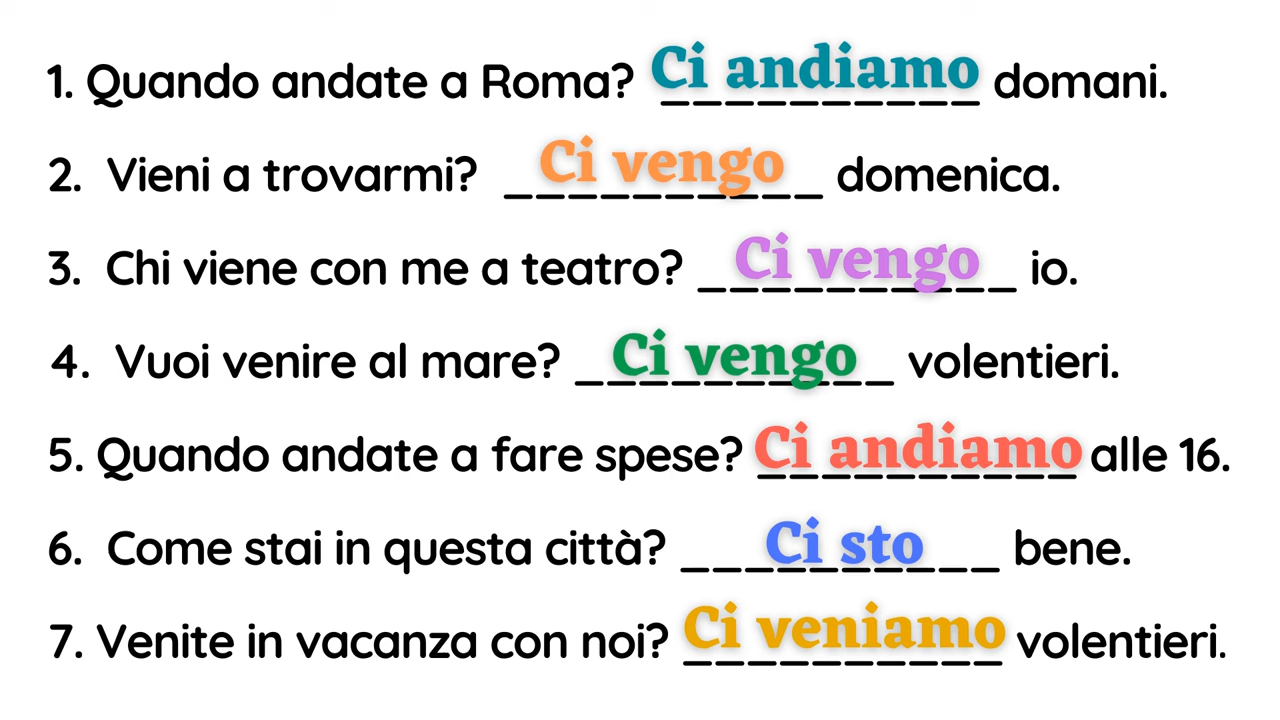 1. Quando andate a Roma? Ci andiamo domani.
2. Vieni a trovarmi? Ci vengo domenica.
3. Chi viene con me a teatro? Ci vengo io.
4. Vuoi venire al mare? Ci vengo volentieri.
5. Quando andate a fare spese? Ci andiamo alle 16.
6. Come stai in questa città? Ci sto bene.
7. Venite in vacanza con noi? Ci veniamo volentieri.